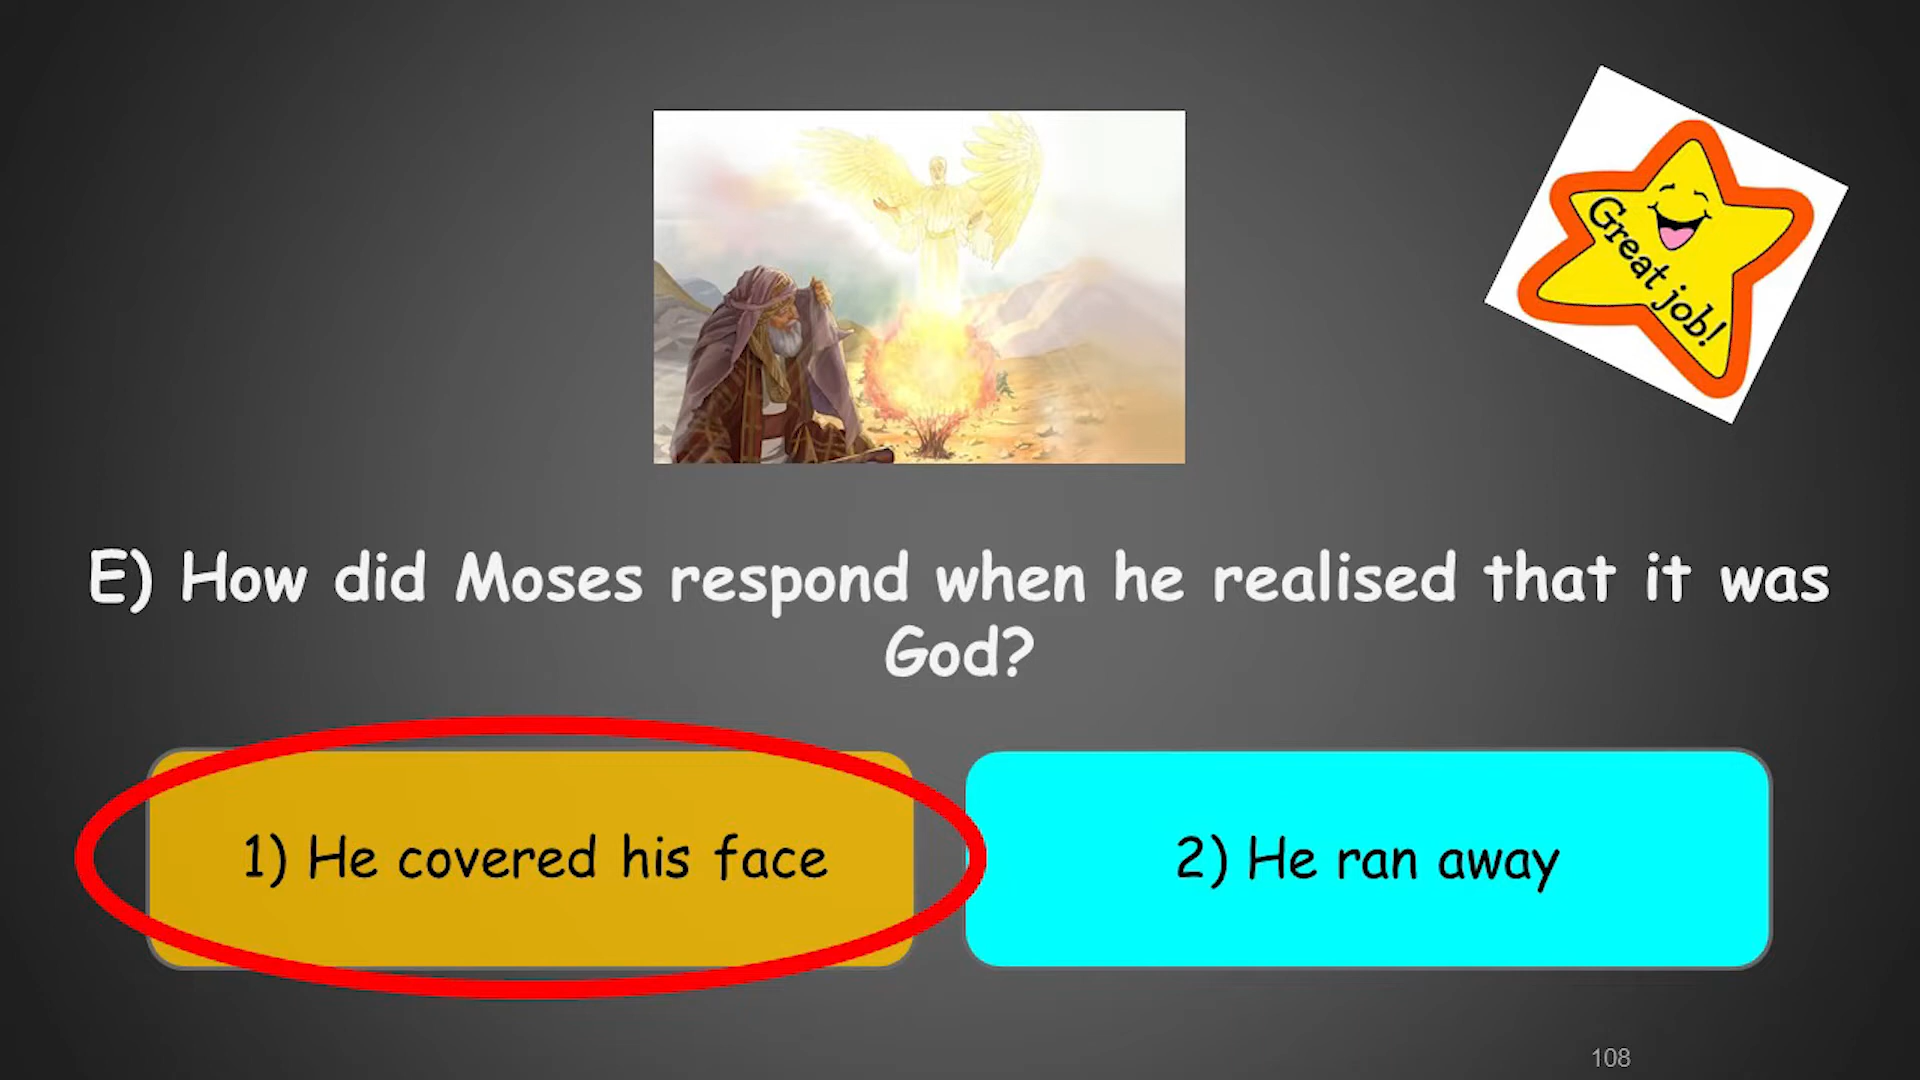 Great job!
E) How did Moses respond when he realised that it was
God?
1) He covered his face
2) He ran away
108